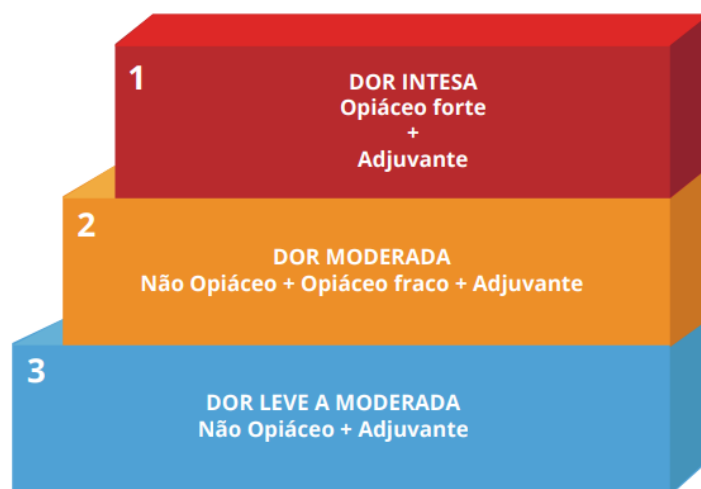 1
DOR INTESA
Opiáceo forte
+
Adjuvante
2
DOR MODERADA
Não Opiáceo + Opiáceo fraco + Adjuvante
3
DOR LEVE A MODERADA
Não Opiáceo + Adjuvante